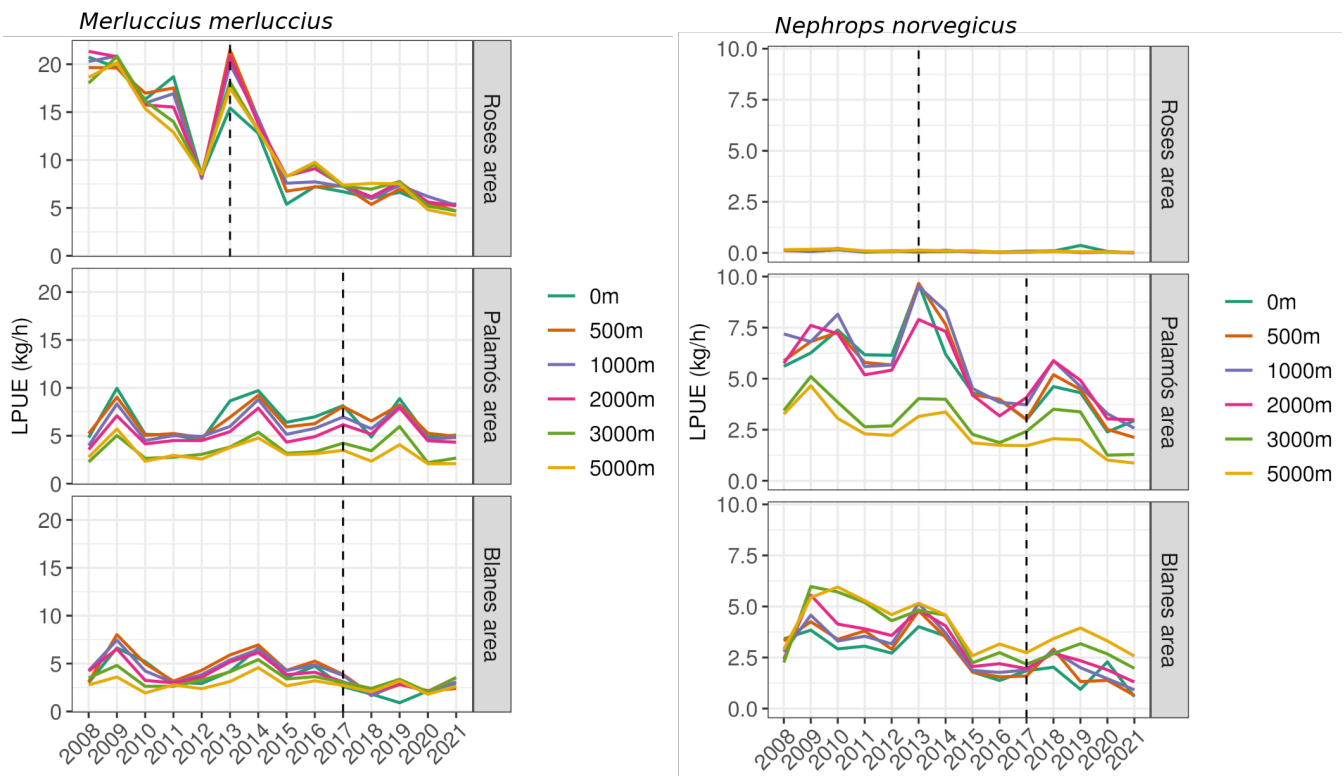 Merluccius merluccius
LPUE (kg/h)
20
15
10
5
0
Roses area
20
15
10
5
0
Palamós area
20
15
10
5
0
Blanes area
2008
2009
2010
2011
2012
2013
2014
2015
2016
2017
2018
2019
2020
2021
0m
500m
1000m
2000m
3000m
5000m
Nephrops norvegicus
LPUE (kg/h)
10.0
7.5
5.0
2.5
0.0
Roses area
10.0
7.5
5.0
2.5
0.0
Palamós area
10.0
7.5
5.0
2.5
0.0
Blanes area
2008
2009
2010
2011
2012
2013
2014
2015
2016
2017
2018
2019
2020
2021
0m
500m
1000m
2000m
3000m
5000m